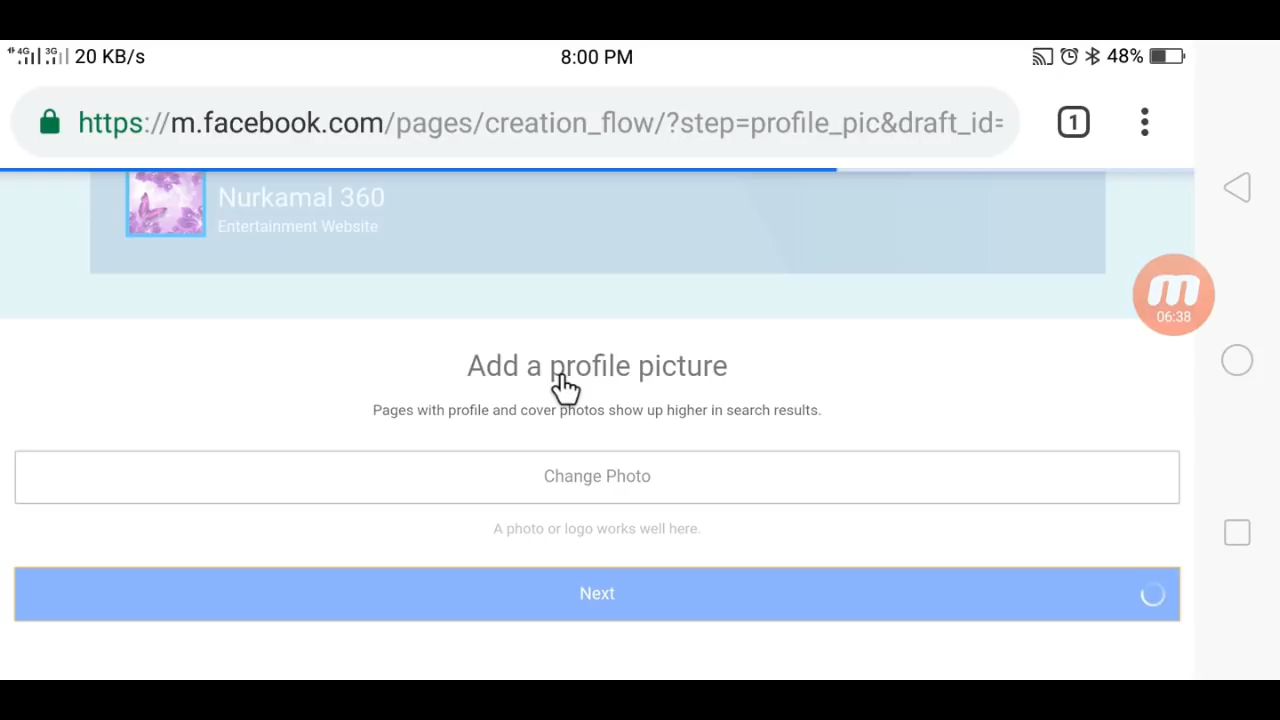 4G 3G 20 KB/s 8:00 PM 48%
https://m.facebook.com/pages/creation_flow/?step=profile_pic&draft_id= 1
Nurkamal 360
Entertainment Website
06:38
Add a profile picture
Pages with profile and cover photos show up higher in search results.
Change Photo
A photo or logo works well here.
Next